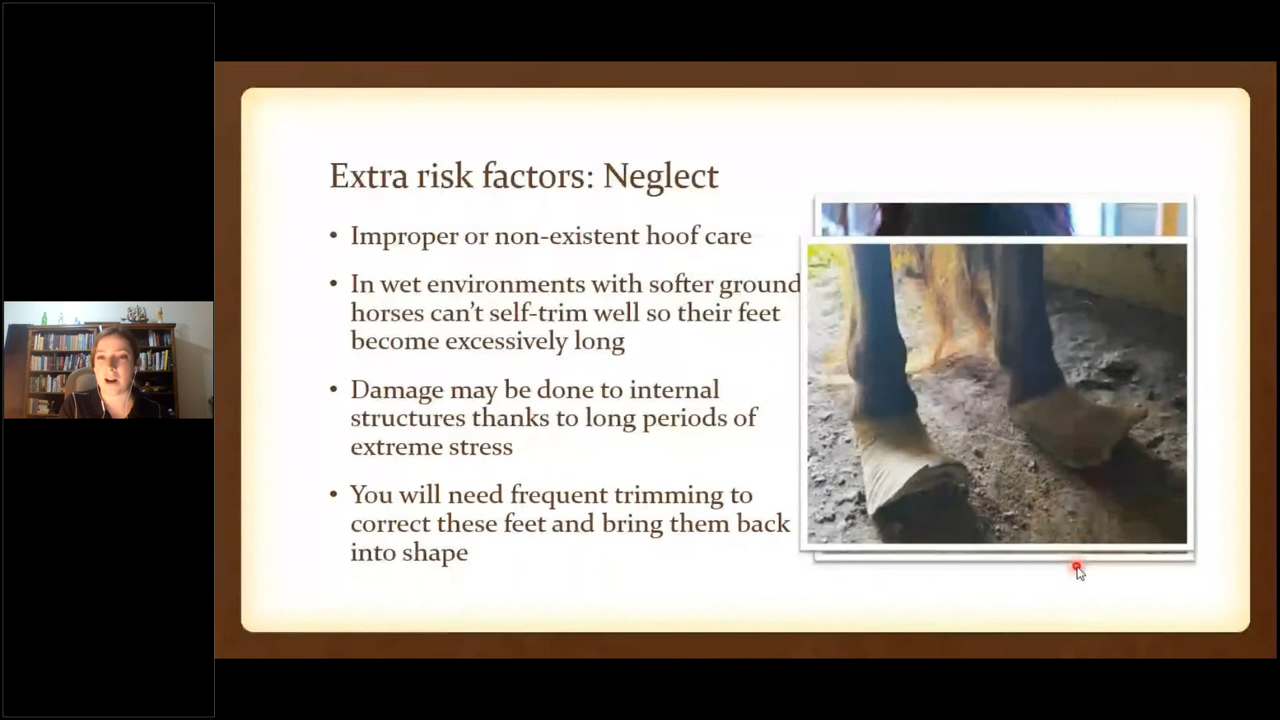 Extra risk factors: Neglect
• Improper or non-existent hoof care
• In wet environments with softer ground
horses can't self-trim well so their feet
become excessively long
• Damage may be done to internal
structures thanks to long periods of
extreme stress
• You will need frequent trimming to
correct these feet and bring them back
into shape